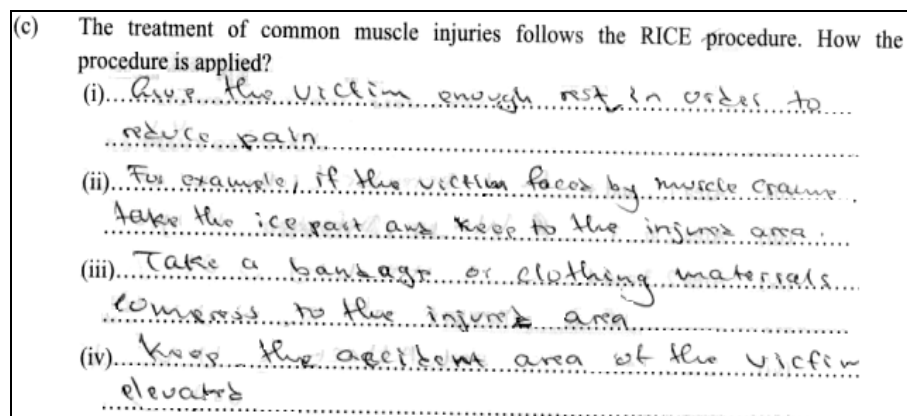 (c) The treatment of common muscle injuries follows the RICE procedure. How the
procedure is applied?
(i) Give the victim enough rest in order to
reduce pain
(ii) For example, if the victim faced by muscle cramp.
take the ice part and keep to the injured area.
(iii) Take a bandage or clothing materials
compress to the injured area
(iv) Keep the accident area of the victim
elevated